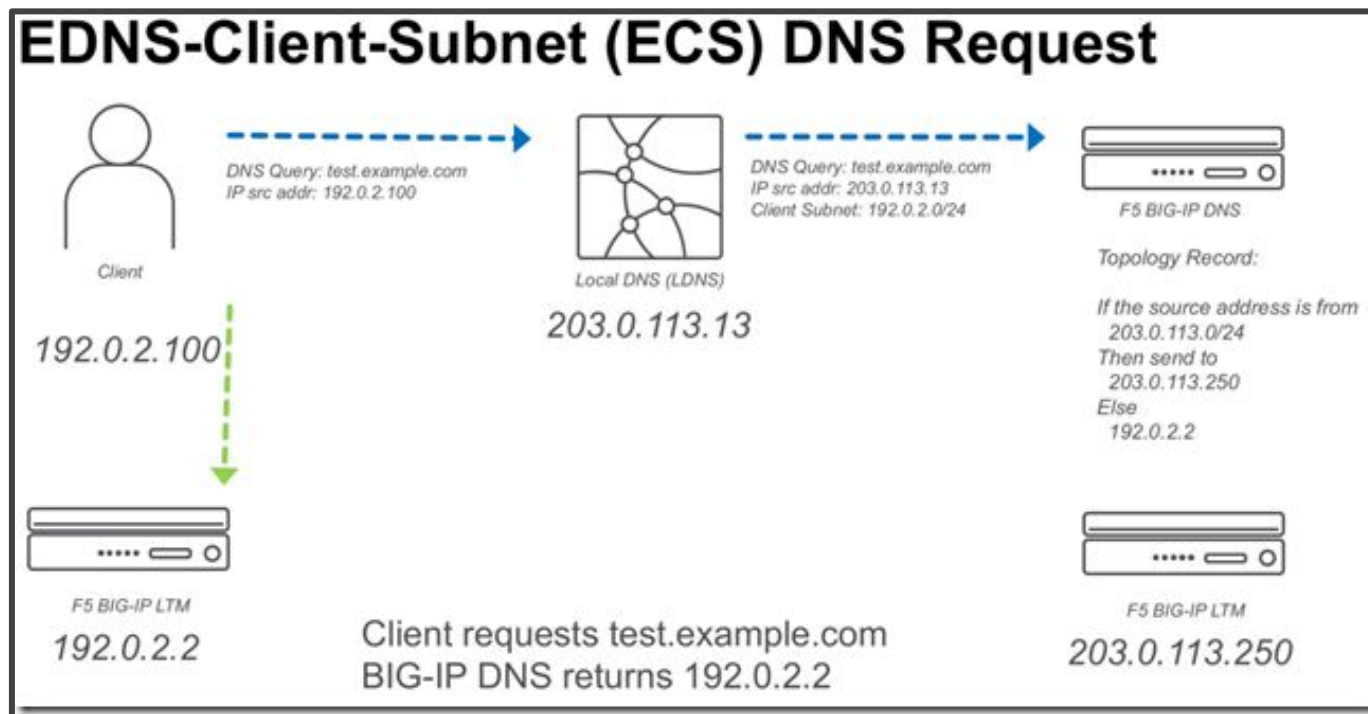 EDNS-Client-Subnet (ECS) DNS Request
DNS Query: test.example.com
IP src addr: 192.0.2.100
DNS Query: test.example.com
IP src addr: 203.0.113.13
Client Subnet: 192.0.2.0/24
Client
192.0.2.100
Local DNS (LDNS)
203.0.113.13
F5 BIG-IP DNS
Topology Record:
If the source address is from
203.0.113.0/24
Then send to
203.0.113.250
Else
192.0.2.2
F5 BIG-IP LTM
192.0.2.2
Client requests test.example.com
BIG-IP DNS returns 192.0.2.2
F5 BIG-IP LTM
203.0.113.250